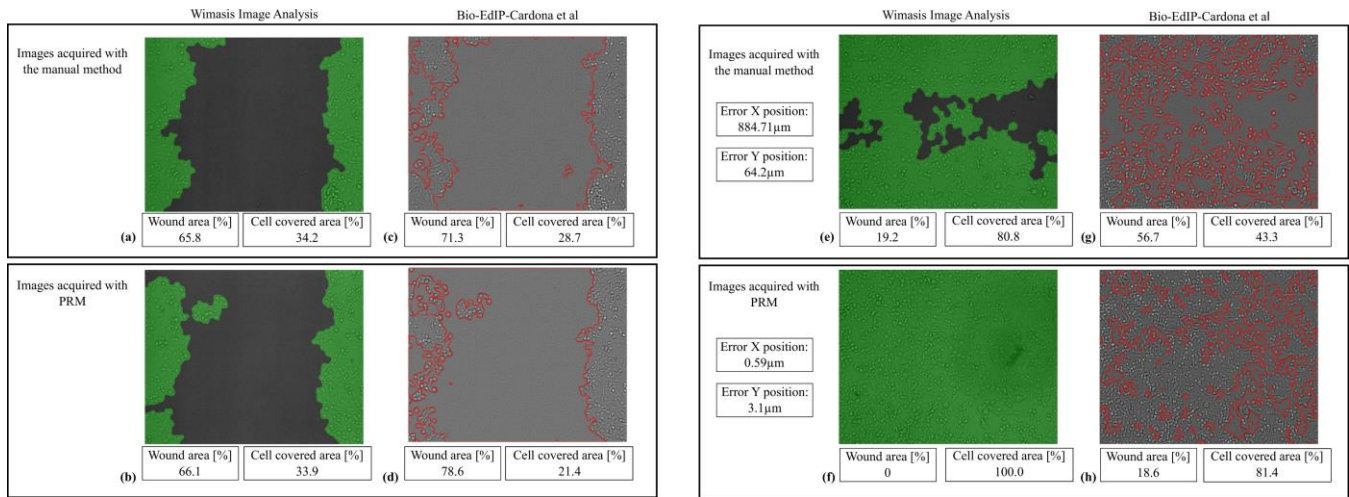 Wimasis Image Analysis
Bio-EdIP-Cardona et al
Images acquired with
the manual method
Wound area [%]
65.8
Cell covered area [%]
34.2
(a)
Wound area [%]
71.3
Cell covered area [%]
28.7
(c)
Images acquired with
PRM
Wound area [%]
66.1
Cell covered area [%]
33.9
(b)
Wound area [%]
78.6
Cell covered area [%]
21.4
(d)
Wimasis Image Analysis
Bio-EdIP-Cardona et al
Images acquired with
the manual method
Error X position:
884.71µm
Error Y position:
64.2µm
Wound area [%]
19.2
Cell covered area [%]
80.8
(e)
Wound area [%]
56.7
Cell covered area [%]
43.3
(g)
Images acquired with
PRM
Error X position:
0.59µm
Error Y position:
3.1µm
Wound area [%]
0
Cell covered area [%]
100.0
(f)
Wound area [%]
18.6
Cell covered area [%]
81.4
(h)